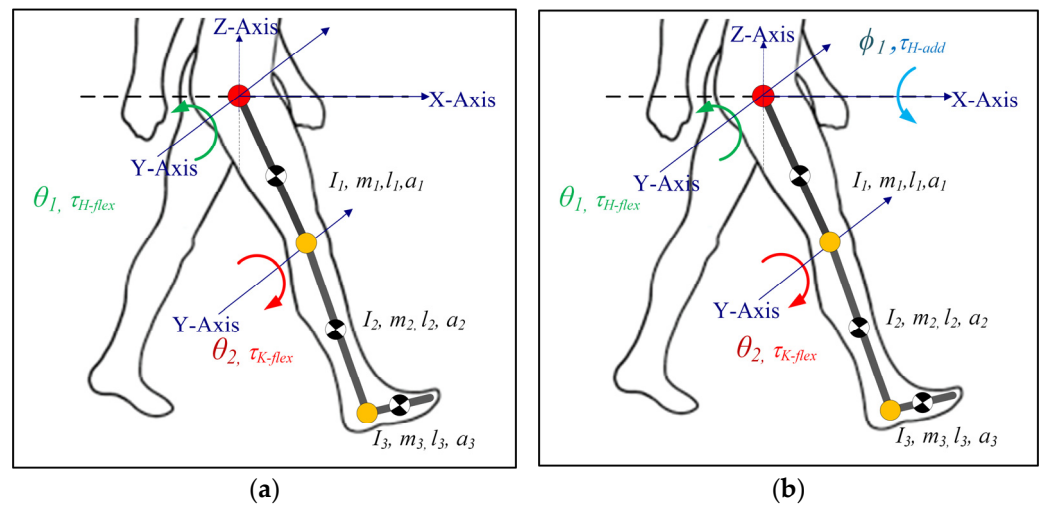 Z-Axis
X-Axis
Y-Axis
I1, m1,l1,a1
θ1, τH-flex
Y-Axis
I2, m2, l2, a2
θ2, τK-flex
I3, m3, l3, a3
(a)
Z-Axis
ϕ1, τH-add
X-Axis
Y-Axis
I1, m1,l1,a1
θ1, τH-flex
Y-Axis
I2, m2, l2, a2
θ2, τK-flex
I3, m3, l3, a3
(b)